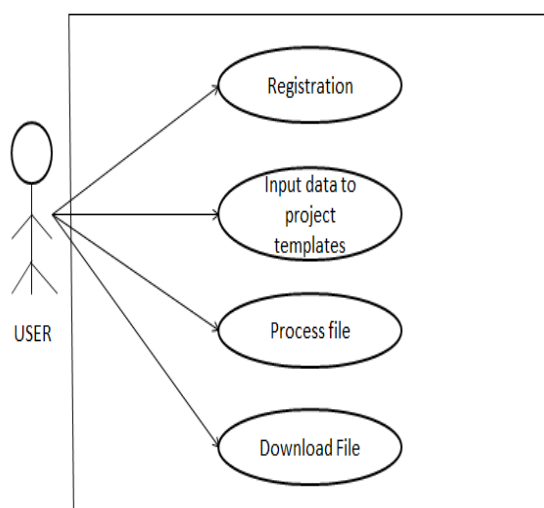 Registration
Input data to
project
templates
Process file
USER
Download File